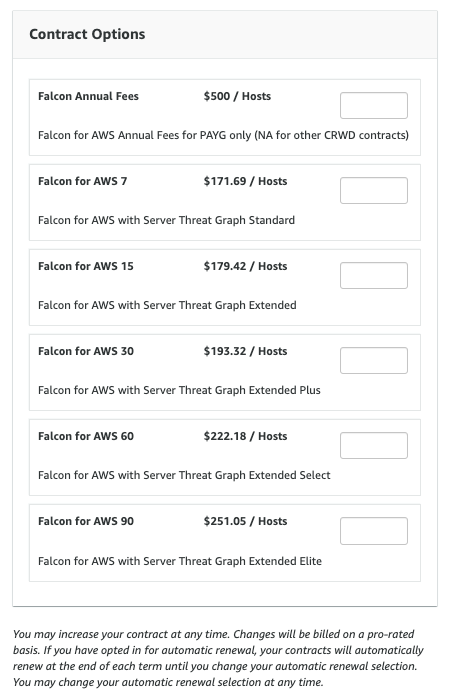 Contract Options
Falcon Annual Fees $500 / Hosts
Falcon for AWS Annual Fees for PAYG only (NA for other CRWD contracts)
Falcon for AWS 7 $171.69 / Hosts
Falcon for AWS with Server Threat Graph Standard
Falcon for AWS 15 $179.42 / Hosts
Falcon for AWS with Server Threat Graph Extended
Falcon for AWS 30 $193.32 / Hosts
Falcon for AWS with Server Threat Graph Extended Plus
Falcon for AWS 60 $222.18 / Hosts
Falcon for AWS with Server Threat Graph Extended Select
Falcon for AWS 90 $251.05 / Hosts
Falcon for AWS with Server Threat Graph Extended Elite
You may increase your contract at any time. Changes will be billed on a pro-rated
basis. If you have opted in for automatic renewal, your contracts will automatically
renew at the end of each term until you change your automatic renewal selection.
You may change your automatic renewal selection at any time.